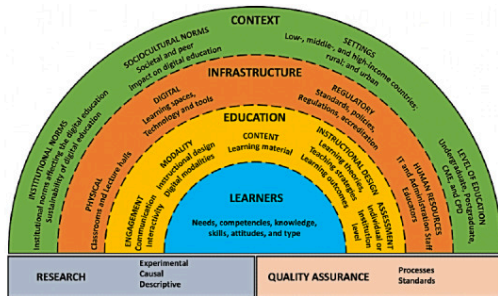 CONTEXT
INSTITUTIONAL NORMS
Institutional norms affecting the digital education
Sustainability of digital education
SOCIOCULTURAL NORMS
Societal and peer
Impact on digital education
SETTINGS
Low-, middle-, and high-income countries,
rural; and urban
LEVEL OF EDUCATION
Undergraduate, Postgraduate,
CME, and CPD
INFRASTRUCTURE
PHYSICAL
Classrooms and Lecture halls
DIGITAL
Learning spaces,
Technology and tools
REGULATORY
Standards, policies,
Regulations, accreditation
HUMAN RESOURCES
IT and Administration Staff
Educators
EDUCATION
ENGAGEMENT
Communication
Interactivity
MODALITY
Instructional design
Digital modalities
CONTENT
Learning material
INSTRUCTIONAL DESIGN
Learning theories,
Teaching strategies
Learning outcomes
ASSESSMENT
Individual or
Institution
level
LEARNERS
Needs, competencies, knowledge,
skills, attitudes, and type
RESEARCH
Experimental
Causal
Descriptive
QUALITY ASSURANCE
Processes
Standards